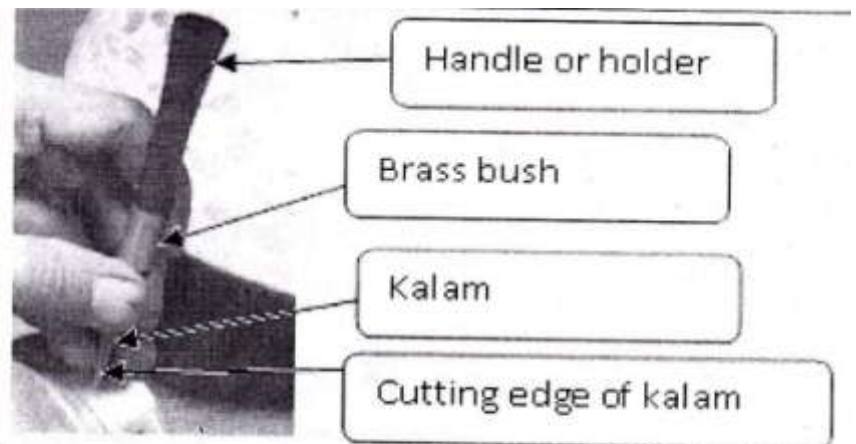 Handle or holder
Brass bush
Kalam
Cutting edge of kalam